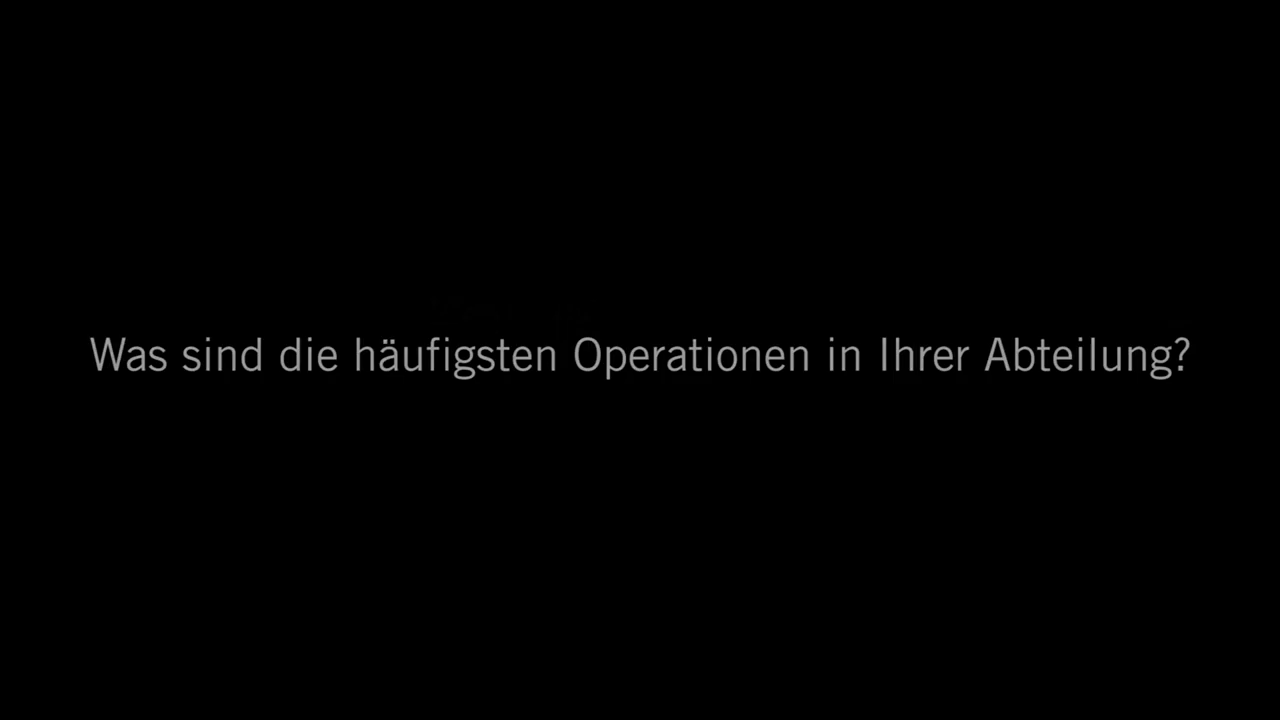 Was sind die häufigsten Operationen in Ihrer Abteilung?